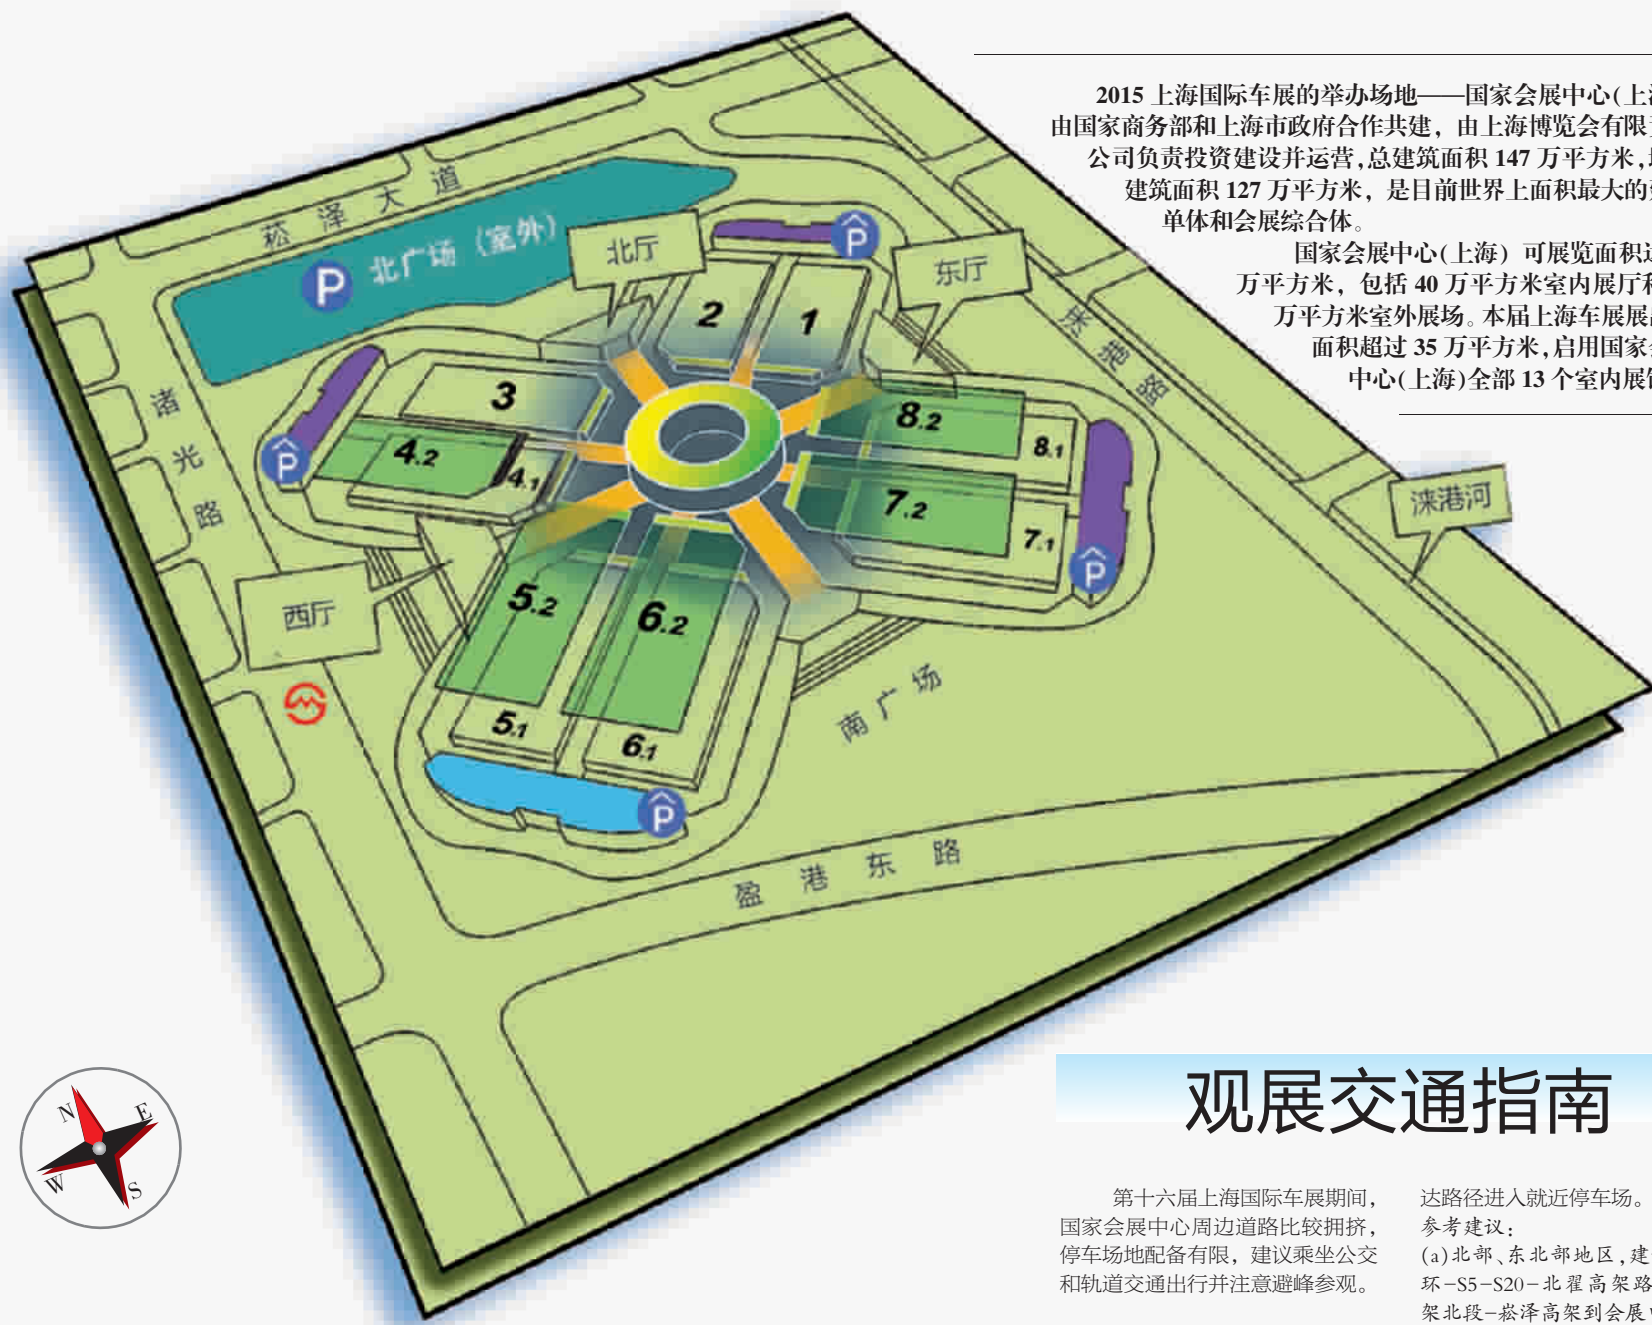 2015 上海国际车展的举办场地——国家会展中心(上海
由国家商务部和上海市政府合作共建，由上海博览会有限
公司负责投资建设并运营,总建筑面积 147 万平方米,
建筑面积 127 万平方米，是目前世界上面积最大的
单体和会展综合体。
国家会展中心(上海) 可展览面积
万平方米，包括 40 万平方米室内展厅和
万平方米室外展场。本届上海车展展
面积超过 35 万平方米,启用国家
中心(上海)全部 13 个室内展
崧泽大道
P 北广场（室外）
北厅
P
东厅
2
1
诸光路
3
4.2
4.1
P
8.2
8.1
7.2
7.1
P
涞港河
西厅
5.2
6.2
5.1
6.1
P
南广场
盈港东路
N
E
W
S
观展交通指南
第十六届上海国际车展期间，
国家会展中心周边道路比较拥挤，
停车场地配备有限，建议乘坐公交
和轨道交通出行并注意避峰参观。
达路径进入就近停车场。
参考建议：
(a)北部、东北部地区,建
环-S5-S20-北翟高架路
架北段-崧泽高架到会展